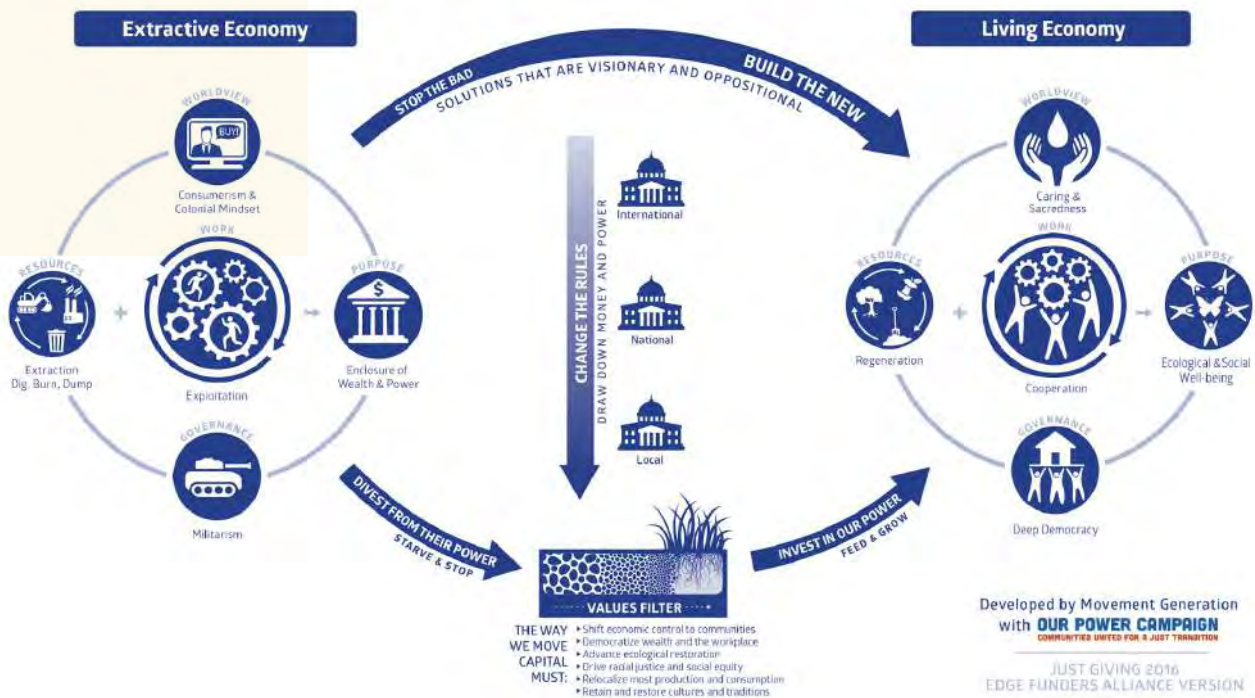 Extractive Economy
WORLDVIEW
BUY!
Consumerism &
Colonial Mindset
RESOURCES
Extraction
Dig, Burn, Dump
+
WORK
Exploitation
PURPOSE
$
Enclosure of
Wealth & Power
GOVERNANCE
Militarism
STOP THE BAD
BUILD THE NEW
SOLUTIONS THAT ARE VISIONARY AND OPPOSITIONAL
CHANGE THE RULES
DRAW DOWN MONEY AND POWER
International
National
Local
DIVEST FROM THEIR POWER
STARVE & STOP
VALUES FILTER
THE WAY
WE MOVE
CAPITAL
MUST:
Shift economic control to communities
Democratize wealth and the workplace
Advance ecological restoration
Drive racial justice and social equity
Relocalize most production and consumption
Retain and restore cultures and traditions
INVEST IN OUR POWER
FEED & GROW
Living Economy
WORLDVIEW
Caring &
Sacredness
RESOURCES
Regeneration
+
WORK
Cooperation
PURPOSE
Ecological & Social
Well-being
GOVERNANCE
Deep Democracy
Developed by Movement Generation
with OUR POWER CAMPAIGN
COMMUNITIES UNITED FOR A JUST TRANSITION
JUST GIVING 2016
EDGE FUNDERS ALLIANCE VERSION